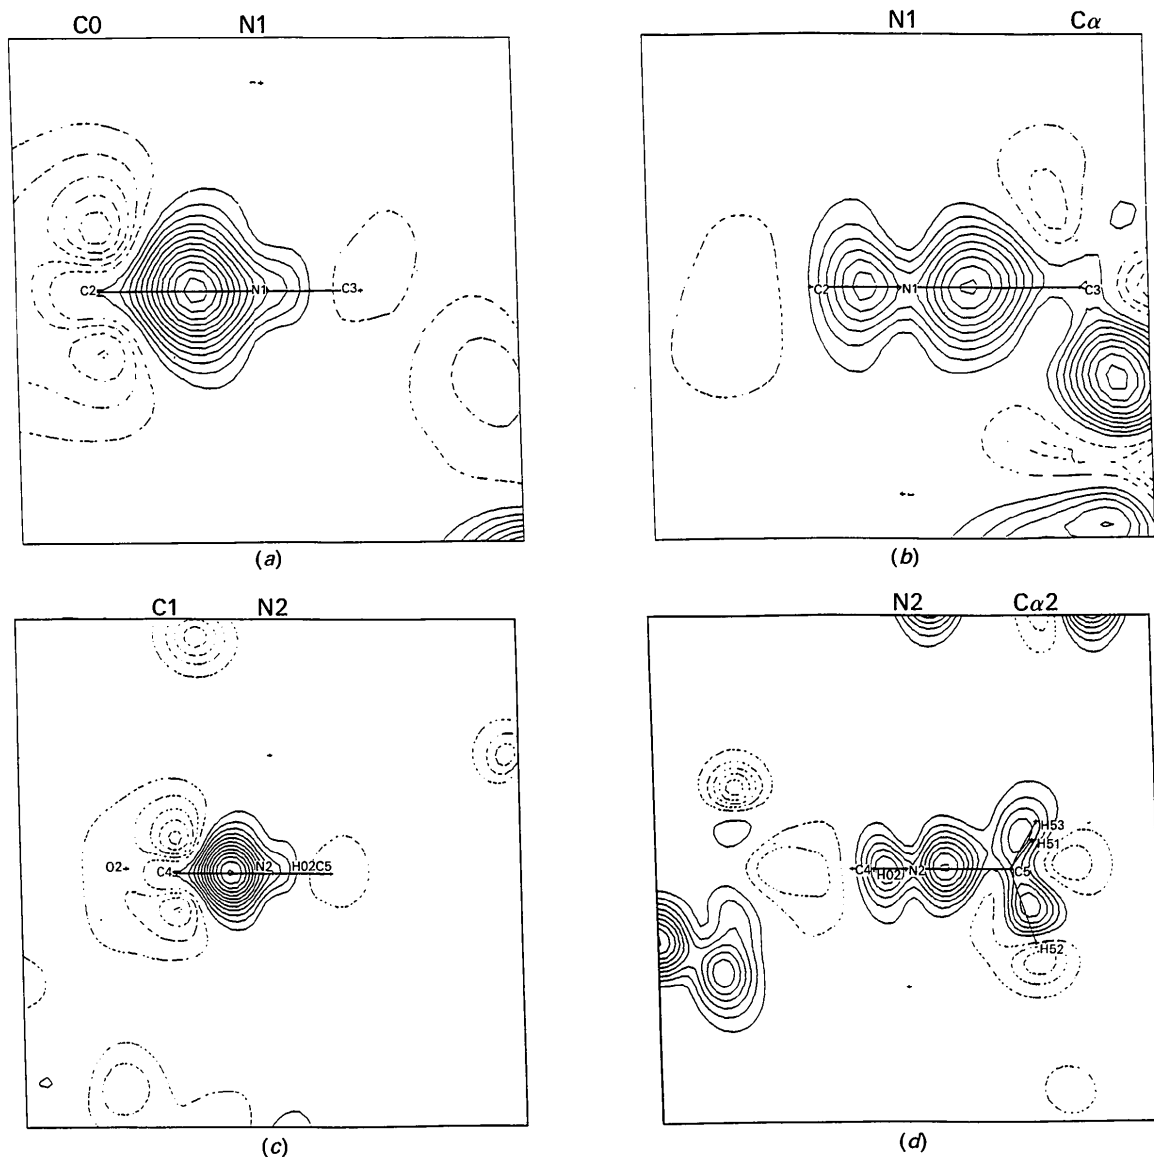 C0 N1
N1 Cα
C2 N1 C3
C2 N1 C3
(a)
(b)
C1 N2
N2 Cα2
O2 C4 N2 H02C5
H53
H51
C4 H02 N2 C5
H52
(c)
(d)